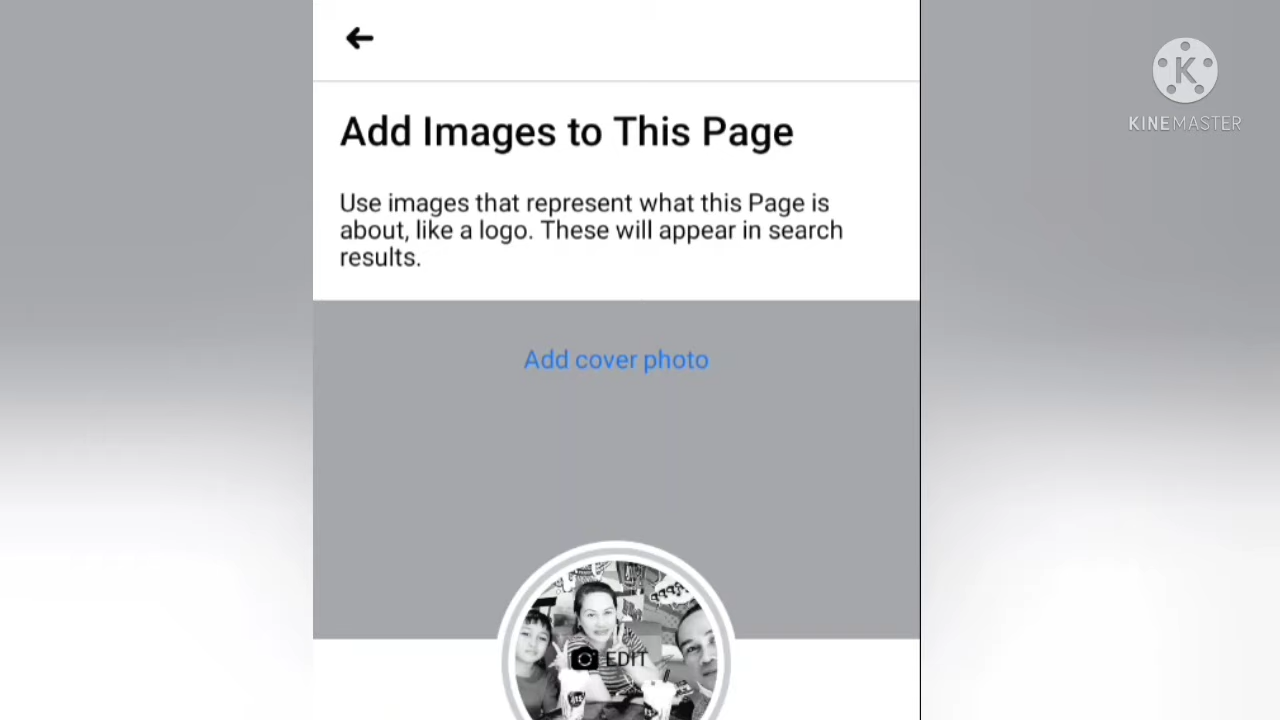 KINEMASTER
Add Images to This Page
Use images that represent what this Page is
about, like a logo. These will appear in search
results.
Add cover photo
EDIT